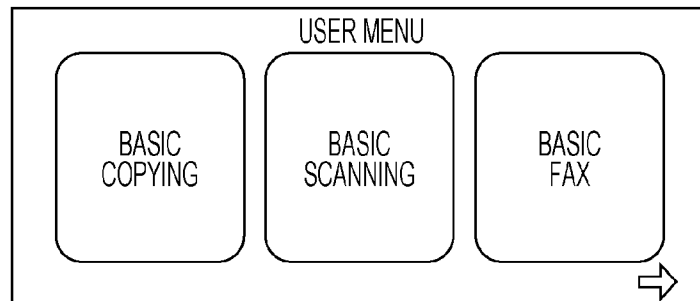 USER MENU
BASIC
COPYING
BASIC
SCANNING
BASIC
FAX